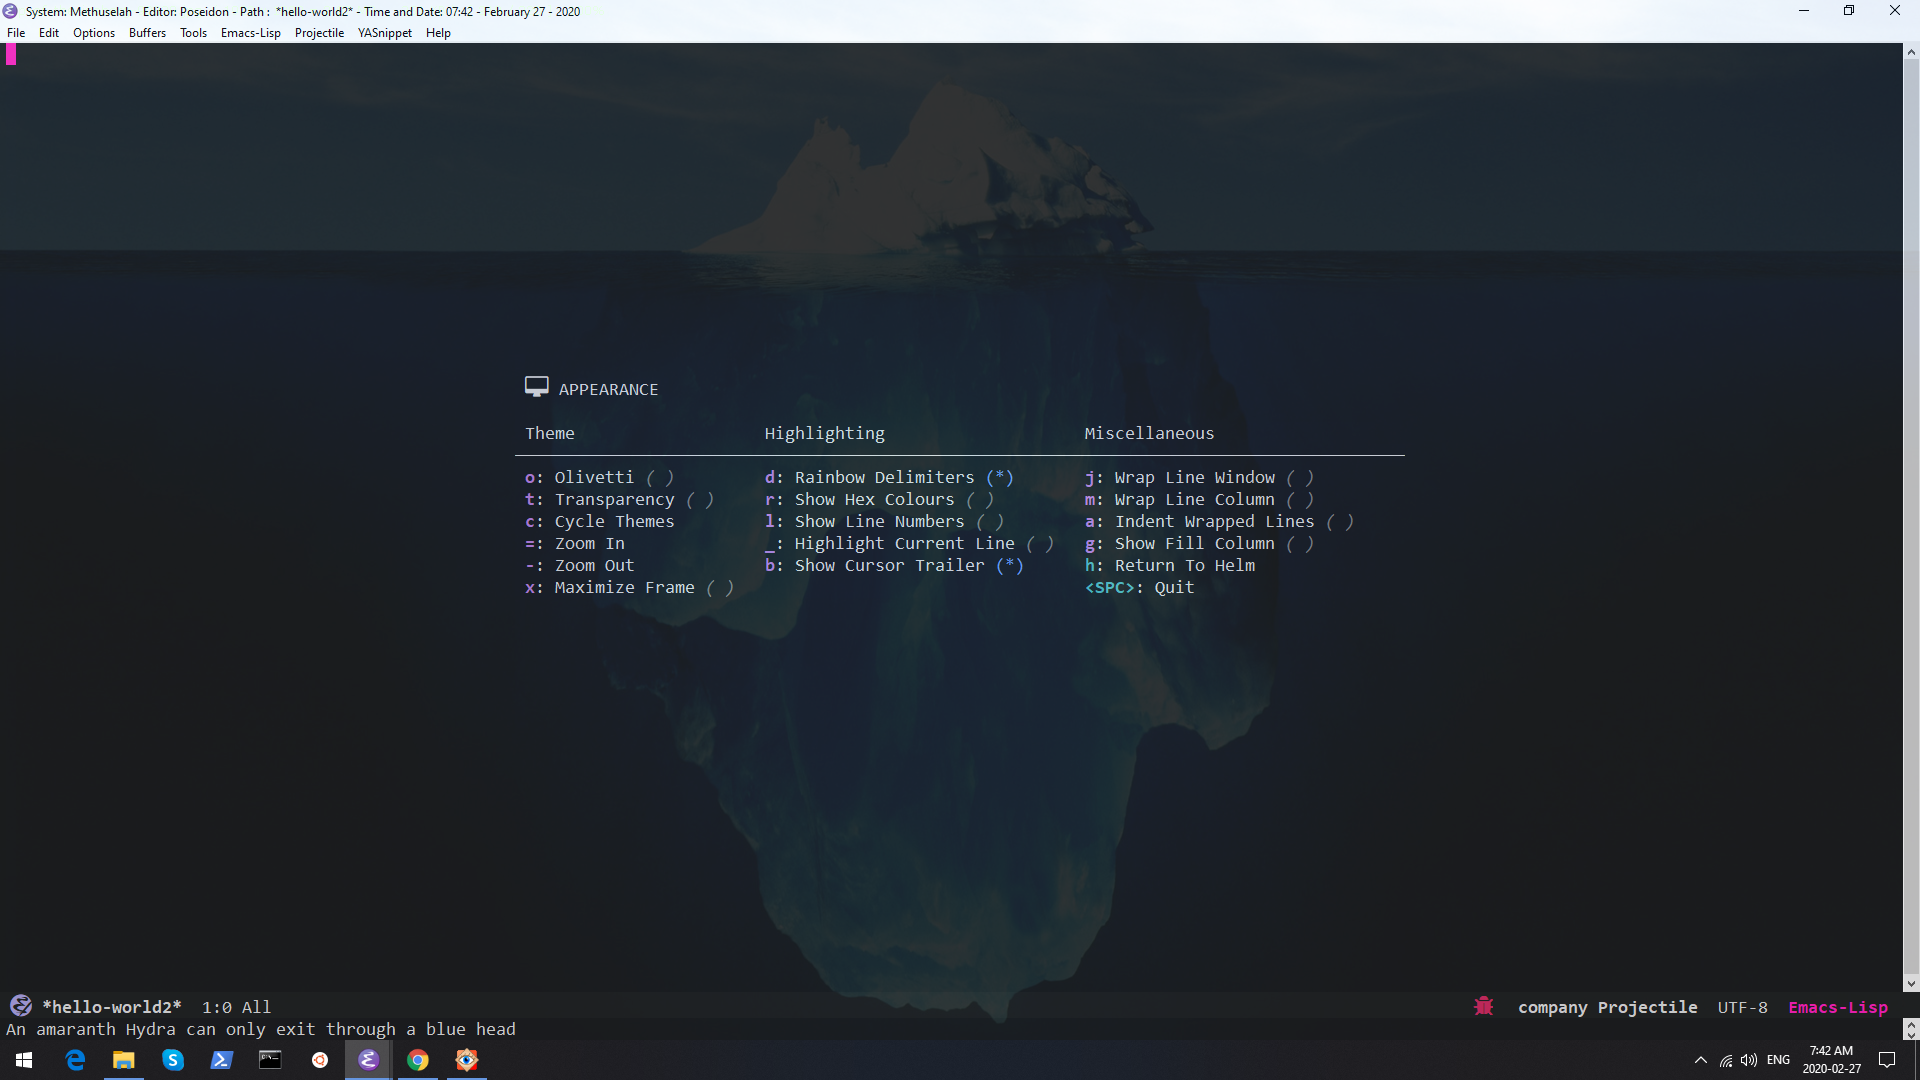 System: Methuselah - Editor: Poseidon - Path : *hello-world2* - Time and Date: 07:42 - February 27 - 2020
File Edit Options Buffers Tools Emacs-Lisp Projectile YASnippet Help
APPEARANCE
Theme Highlighting Miscellaneous
o: Olivetti ( ) d: Rainbow Delimiters (*) j: Wrap Line Window ( )
t: Transparency ( ) r: Show Hex Colours ( ) m: Wrap Line Column ( )
c: Cycle Themes l: Show Line Numbers ( ) a: Indent Wrapped Lines ( )
=: Zoom In _: Highlight Current Line ( ) g: Show Fill Column ( )
-: Zoom Out b: Show Cursor Trailer (*) h: Return To Helm
x: Maximize Frame ( ) <SPC>: Quit
*hello-world2* 1:0 All company Projectile UTF-8 Emacs-Lisp
An amaranth Hydra can only exit through a blue head
ENG 7:42 AM
2020-02-27